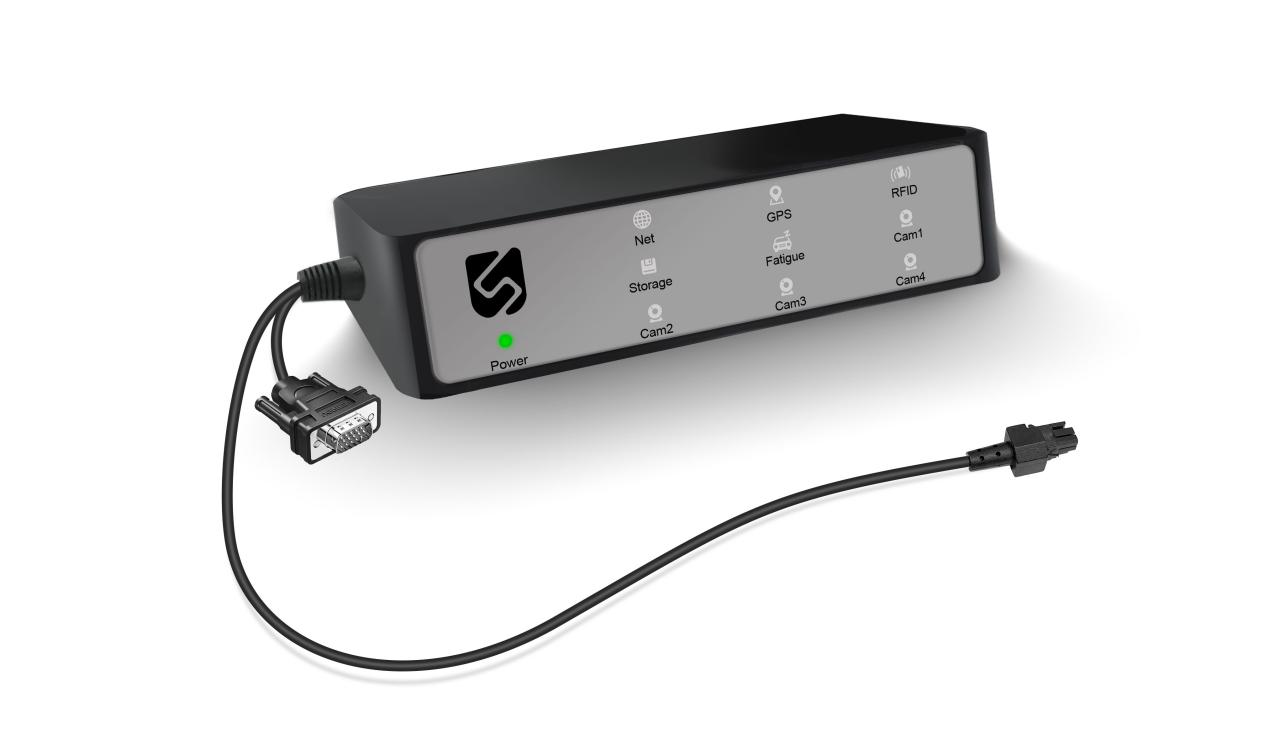 Net
GPS
RFID
Storage
Fatigue
Cam1
Power
Cam2
Cam3
Cam4